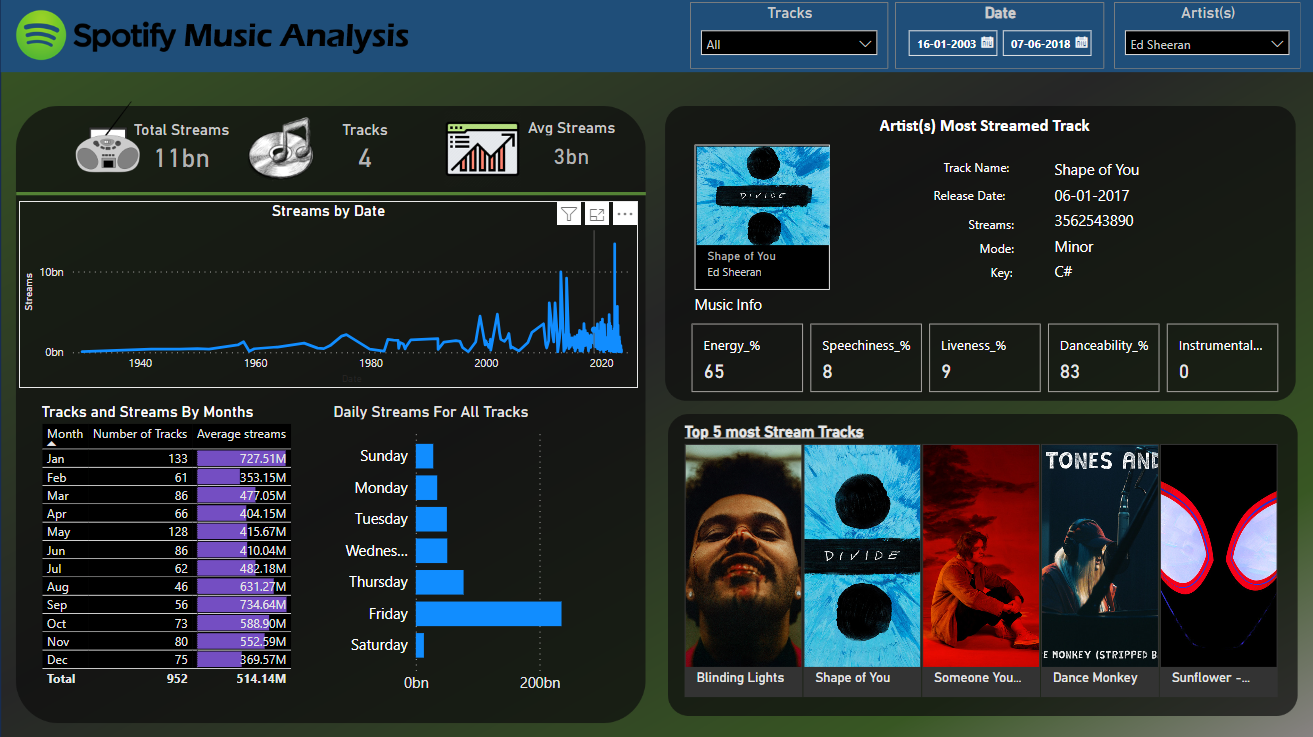 Spotify Music Analysis
Tracks
All
Date
16-01-2003
07-06-2018
Artist(s)
Ed Sheeran
Total Streams
11bn
Tracks
4
Avg Streams
3bn
Streams by Date
Streams
10bn
0bn
1940
1960
1980
2000
2020
Date
Tracks and Streams By Months
Month Number of Tracks Average streams
Jan 133 727.51M
Feb 61 353.15M
Mar 86 477.05M
Apr 66 404.15M
May 128 415.67M
Jun 86 410.04M
Jul 62 482.18M
Aug 46 631.27M
Sep 56 734.64M
Oct 73 588.90M
Nov 80 552.59M
Dec 75 369.57M
Total 952 514.14M
Daily Streams For All Tracks
Sunday
Monday
Tuesday
Wednes...
Thursday
Friday
Saturday
0bn
200bn
Artist(s) Most Streamed Track
DIVIDE
Shape of You
Ed Sheeran
Track Name: Shape of You
Release Date: 06-01-2017
Streams: 3562543890
Mode: Minor
Key: C#
Music Info
Energy_%
65
Speechiness_%
8
Liveness_%
9
Danceability_%
83
Instrumental...
0
Top 5 most Stream Tracks
DIVIDE
TONES AND
E MONKEY (STRIPPED B
Blinding Lights
Shape of You
Someone You...
Dance Monkey
Sunflower -...